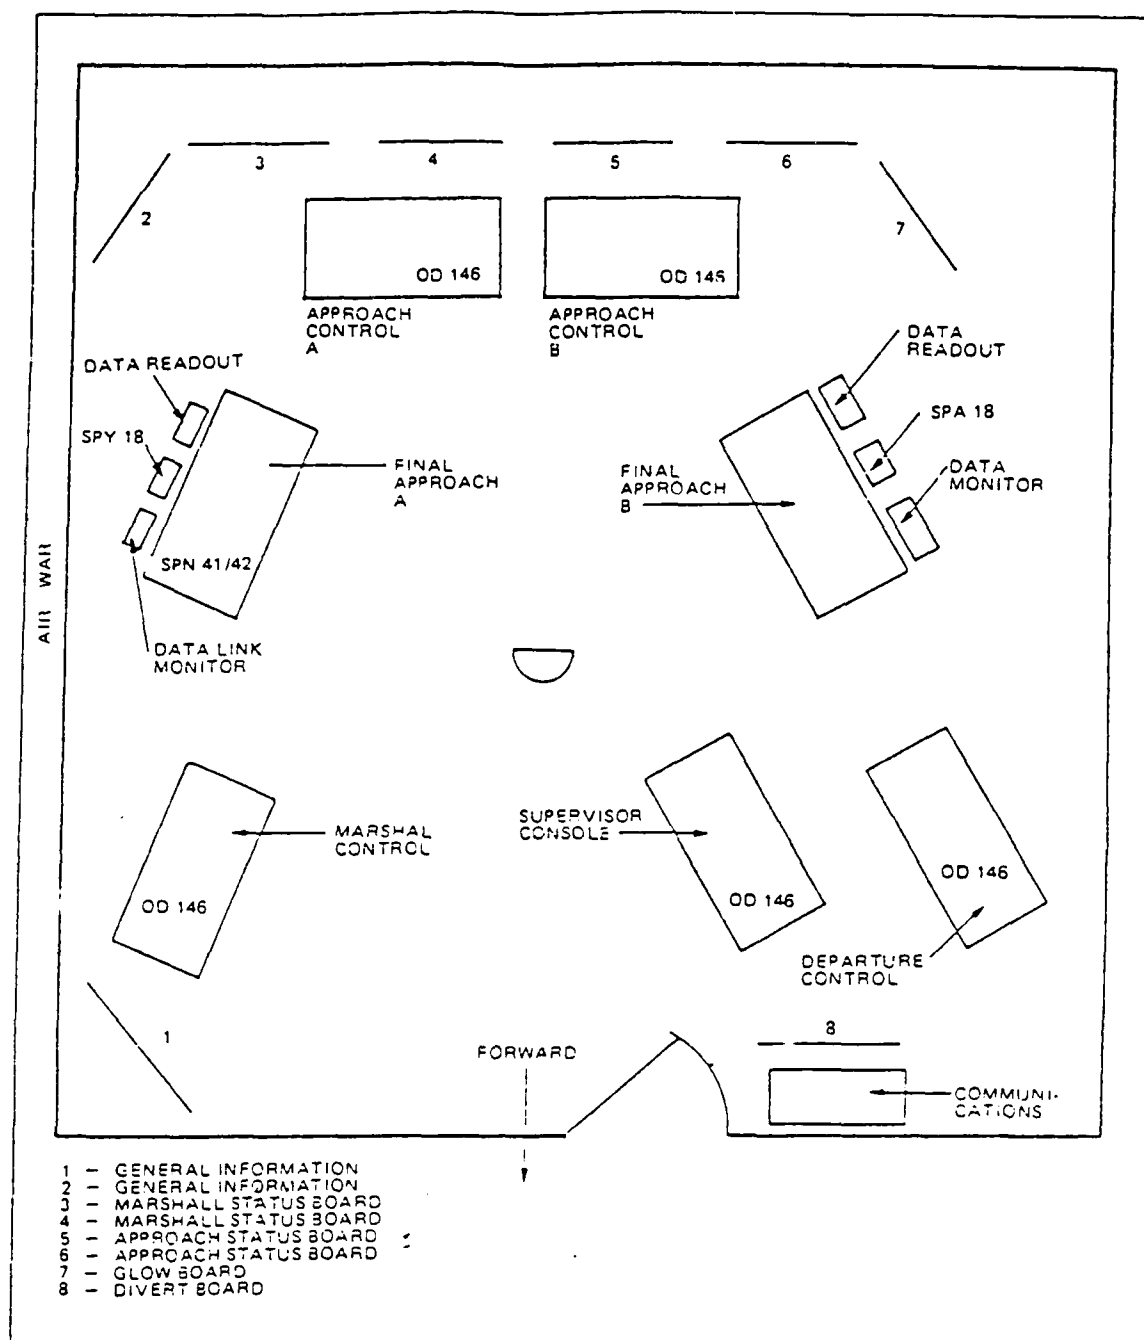 3
4
5
6
2
7
OD 146
OD 146
APPROACH
CONTROL
A
APPROACH
CONTROL
B
DATA READOUT
DATA
READOUT
SPY 18
SPA 18
FINAL
APPROACH
A
FINAL
APPROACH
B
DATA
MONITOR
SPN 41/42
AIR WAR
DATA LINK
MONITOR
MARSHAL
CONTROL
SUPERVISOR
CONSOLE
OD 146
OD 146
OD 146
DEPARTURE
CONTROL
1
8
FORWARD
COMMUNI-
CATIONS
1 - GENERAL INFORMATION
2 - GENERAL INFORMATION
3 - MARSHALL STATUS BOARD
4 - MARSHALL STATUS BOARD
5 - APPROACH STATUS BOARD
6 - APPROACH STATUS BOARD
7 - GLOW BOARD
8 - DIVERT BOARD